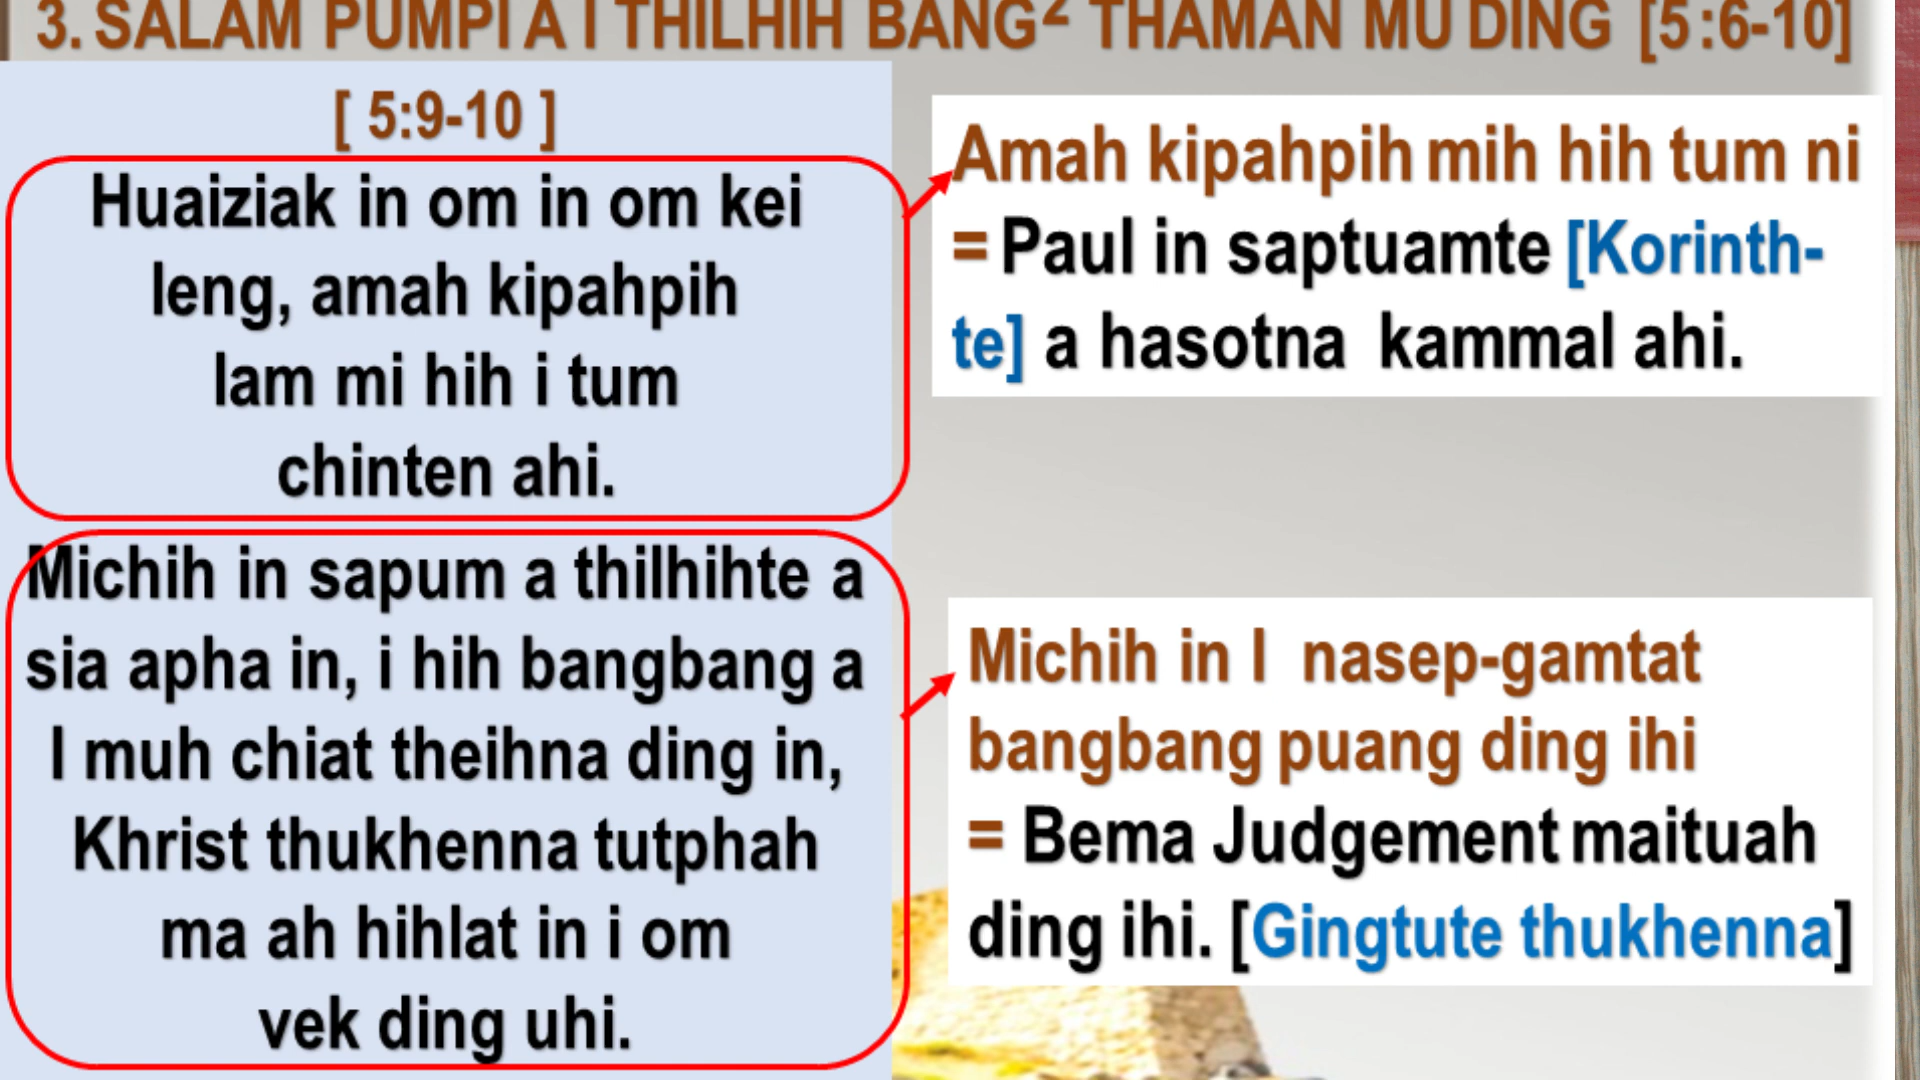 3. SALAM PUMPI A I THILHIH BANG² THAMAN MU DING [5:6-10]
[ 5:9-10 ]
Huaiziak in om in om kei
leng, amah kipahpih
lam mi hih i tum
chinten ahi.
Michih in sapum a thilhihte a
sia apha in, i hih bangbang a
I muh chiat theihna ding in,
Khrist thukhenna tutphah
ma ah hihlat in i om
vek ding uhi.
Amah kipahpih mih hih tum ni
= Paul in saptuamte [Korinth-
te] a hasotna kammal ahi.
Michih in I nasep-gamtat
bangbang puang ding ihi
= Bema Judgement maituah
ding ihi. [Gingtute thukhenna]